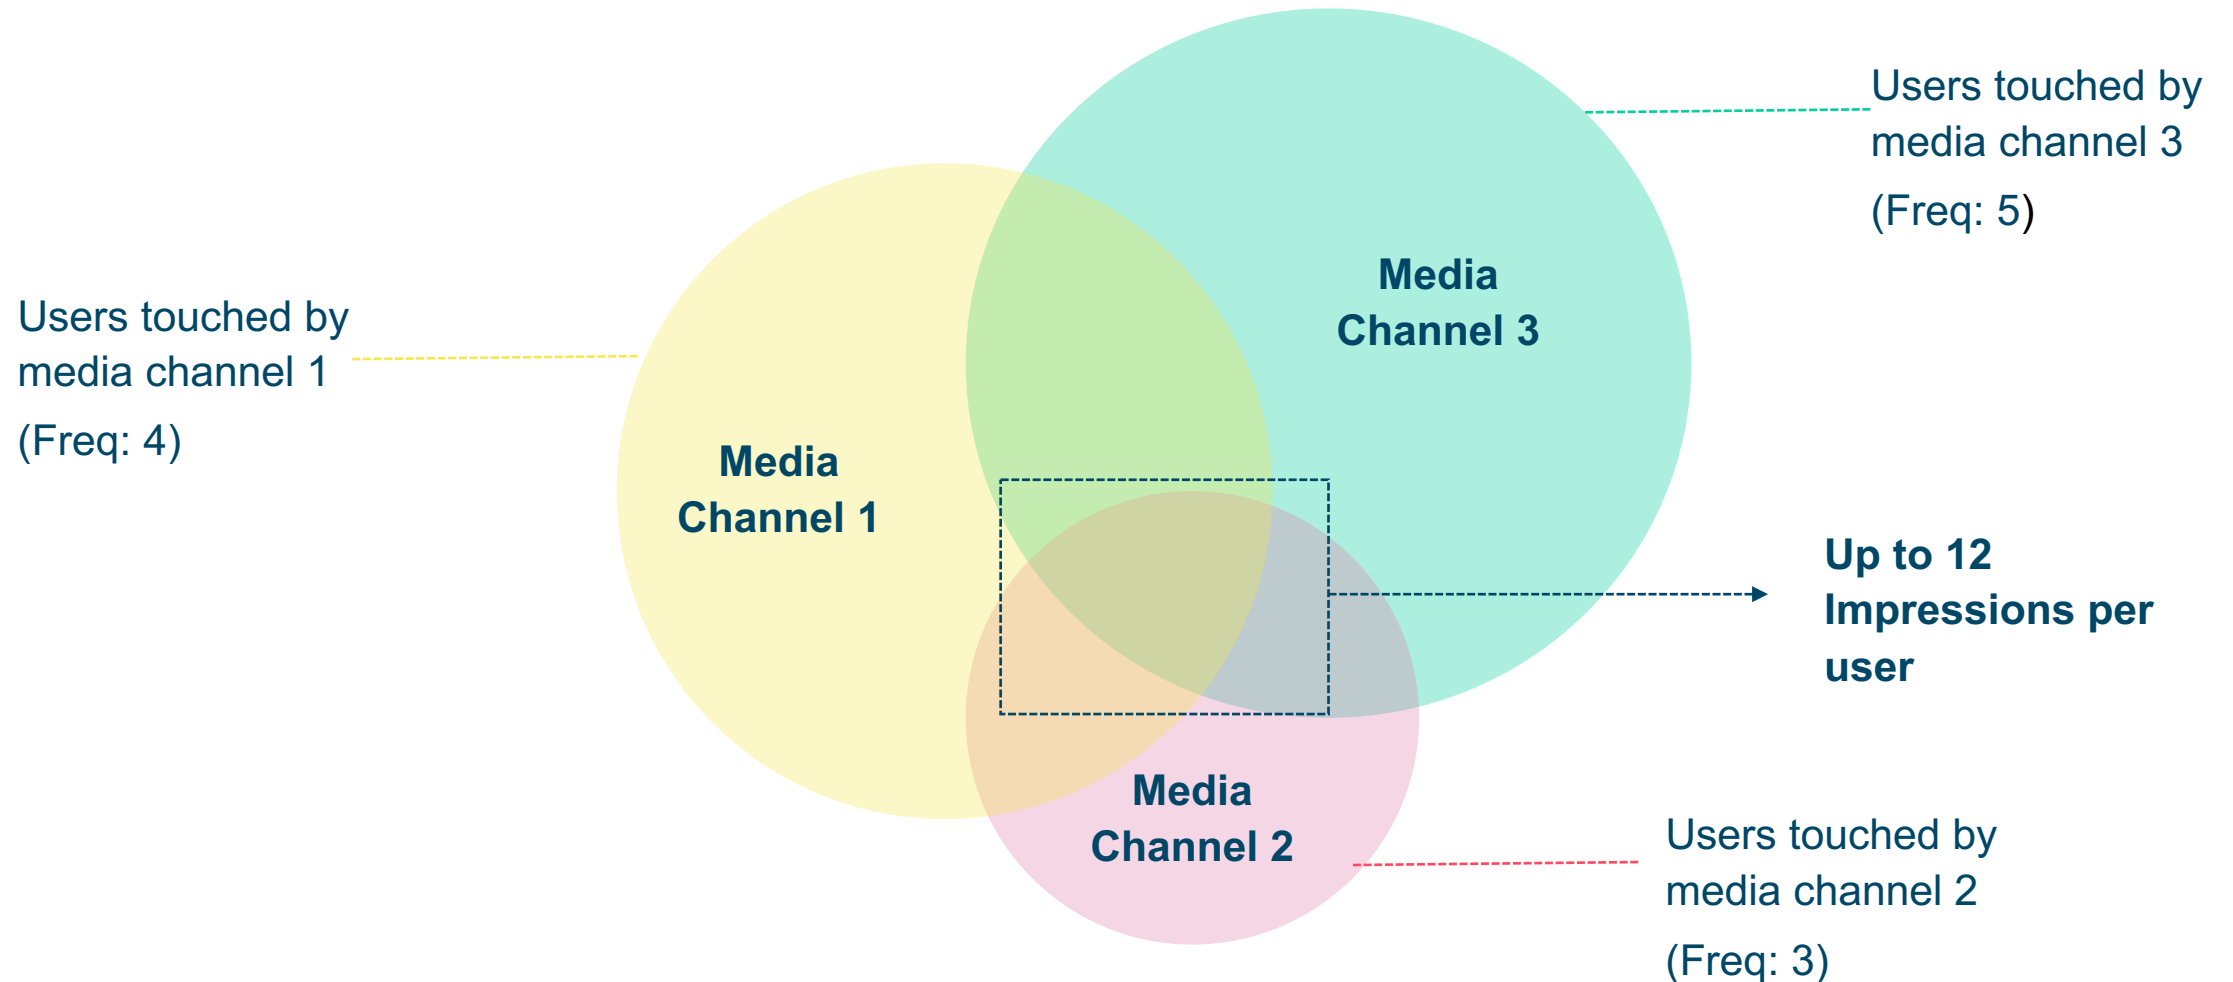 Users touched by
media channel 3
(Freq: 5)
Media
Channel 3
Users touched by
media channel 1
(Freq: 4)
Media
Channel 1
Up to 12
Impressions per
user
Media
Channel 2
Users touched by
media channel 2
(Freq: 3)